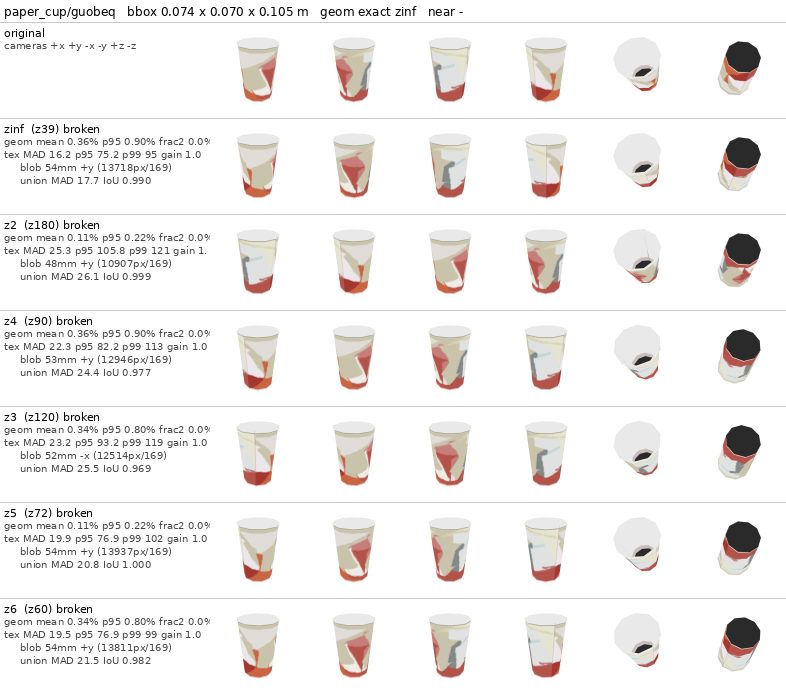 paper_cup/guobeq   bbox 0.074 x 0.070 x 0.105 m   geom exact zinf   near -
original
cameras +x +y -x -y +z -z
zinf  (z39) broken
geom mean 0.36% p95 0.90% frac2 0.0%
tex MAD 16.2 p95 75.2 p99 95 gain 1.0
blob 54mm +y (13718px/169)
union MAD 17.7 IoU 0.990
z2  (z180) broken
geom mean 0.11% p95 0.22% frac2 0.0%
tex MAD 25.3 p95 105.8 p99 121 gain 1.
blob 48mm +y (10907px/169)
union MAD 26.1 IoU 0.999
z4  (z90) broken
geom mean 0.36% p95 0.90% frac2 0.0%
tex MAD 22.3 p95 82.2 p99 113 gain 1.0
blob 53mm +y (12946px/169)
union MAD 24.4 IoU 0.977
z3  (z120) broken
geom mean 0.34% p95 0.80% frac2 0.0%
tex MAD 23.2 p95 93.2 p99 119 gain 1.0
blob 52mm -x (12514px/169)
union MAD 25.5 IoU 0.969
z5  (z72) broken
geom mean 0.11% p95 0.22% frac2 0.0%
tex MAD 19.9 p95 76.9 p99 102 gain 1.0
blob 54mm +y (13937px/169)
union MAD 20.8 IoU 1.000
z6  (z60) broken
geom mean 0.34% p95 0.80% frac2 0.0%
tex MAD 19.5 p95 76.9 p99 99 gain 1.0
blob 54mm +y (13811px/169)
union MAD 21.5 IoU 0.982